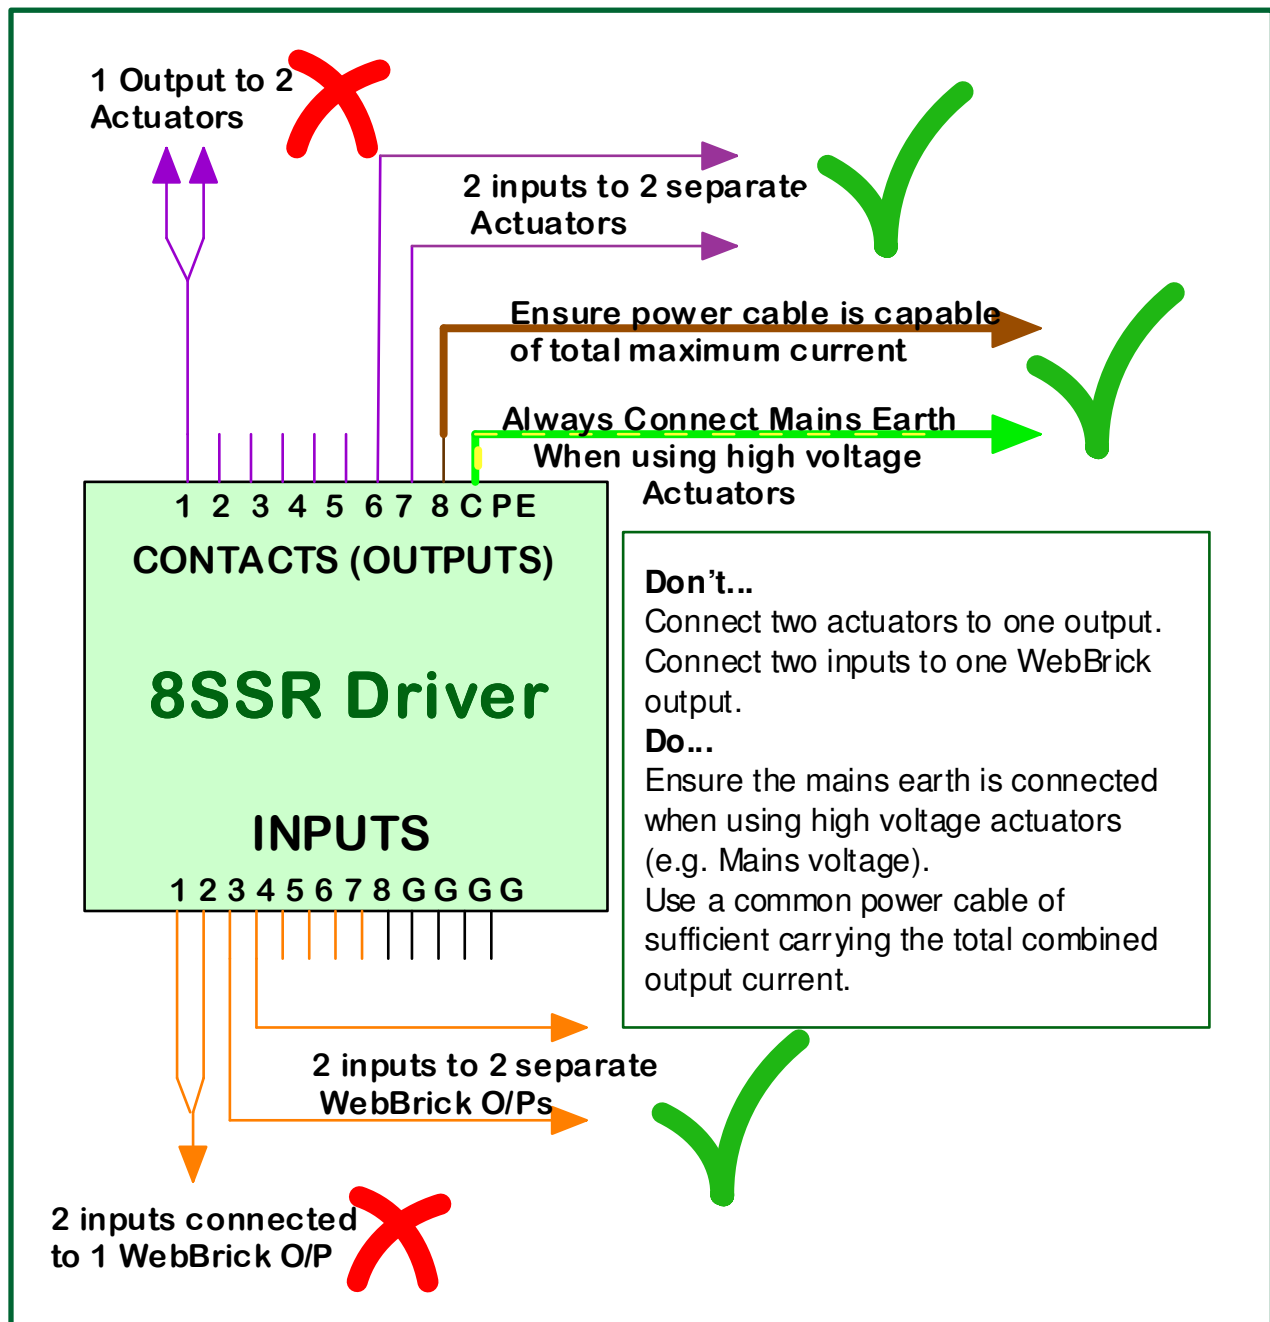 1 Output to 2
Actuators
2 inputs to 2 separate
Actuators
Ensure power cable is capable
of total maximum current
Always Connect Mains Earth
When using high voltage
Actuators
1 2 3 4 5 6 7 8 C PE
CONTACTS (OUTPUTS)
8SSR Driver
INPUTS
1 2 3 4 5 6 7 8 G G G G
Don't...
Connect two actuators to one output.
Connect two inputs to one WebBrick
output.
Do...
Ensure the mains earth is connected
when using high voltage actuators
(e.g. Mains voltage).
Use a common power cable of
sufficient carrying the total combined
output current.
2 inputs to 2 separate
WebBrick O/Ps
2 inputs connected
to 1 WebBrick O/P